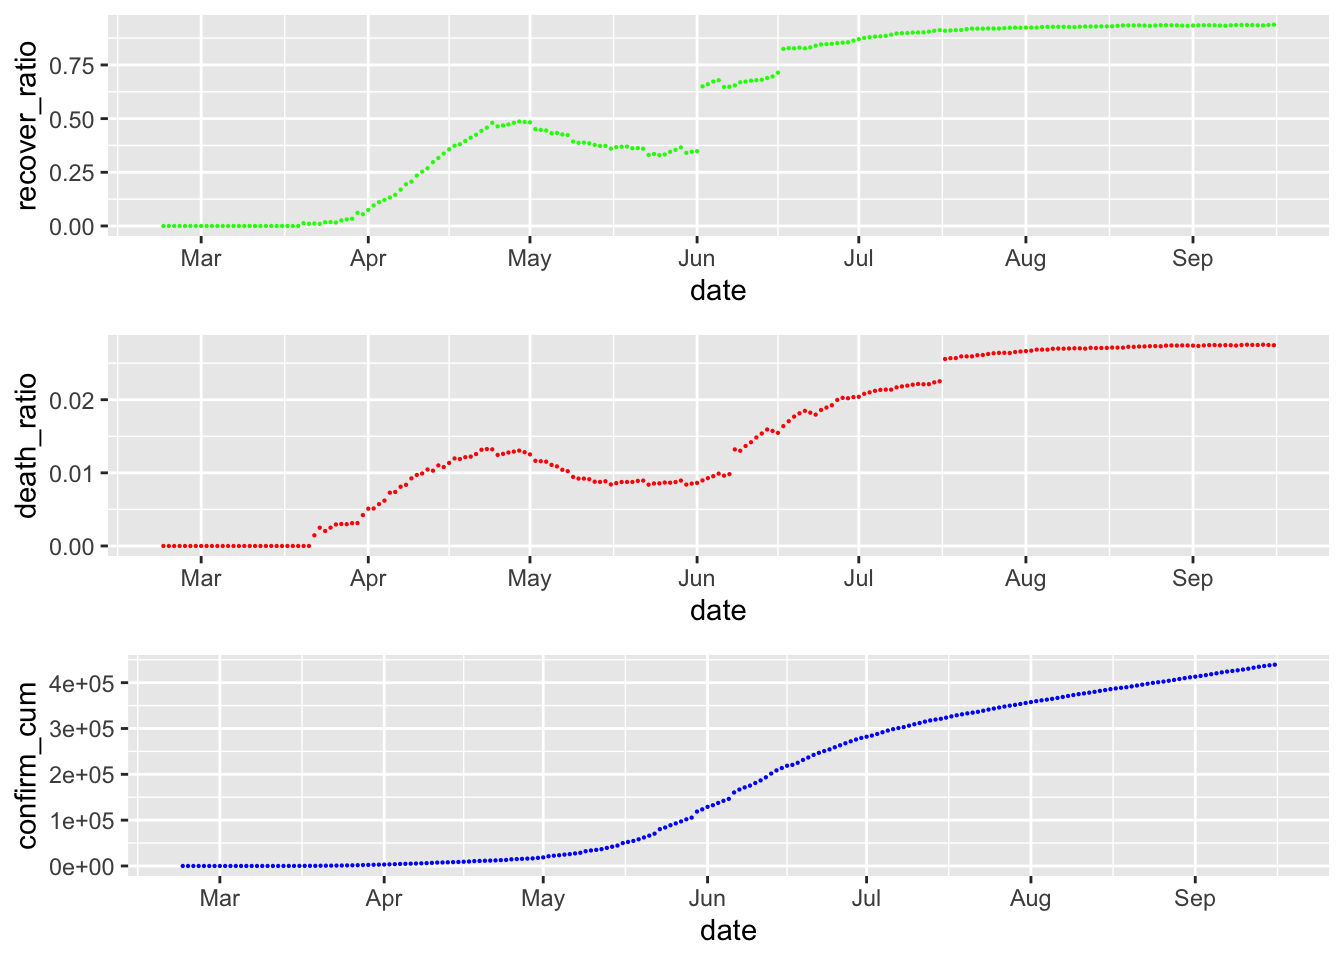 recover_ratio
0.75
0.50
0.25
0.00
Mar Apr May Jun Jul Aug Sep
date
death_ratio
0.02
0.01
0.00
Mar Apr May Jun Jul Aug Sep
date
confirm_cum
4e+05
3e+05
2e+05
1e+05
0e+00
Mar Apr May Jun Jul Aug Sep
date